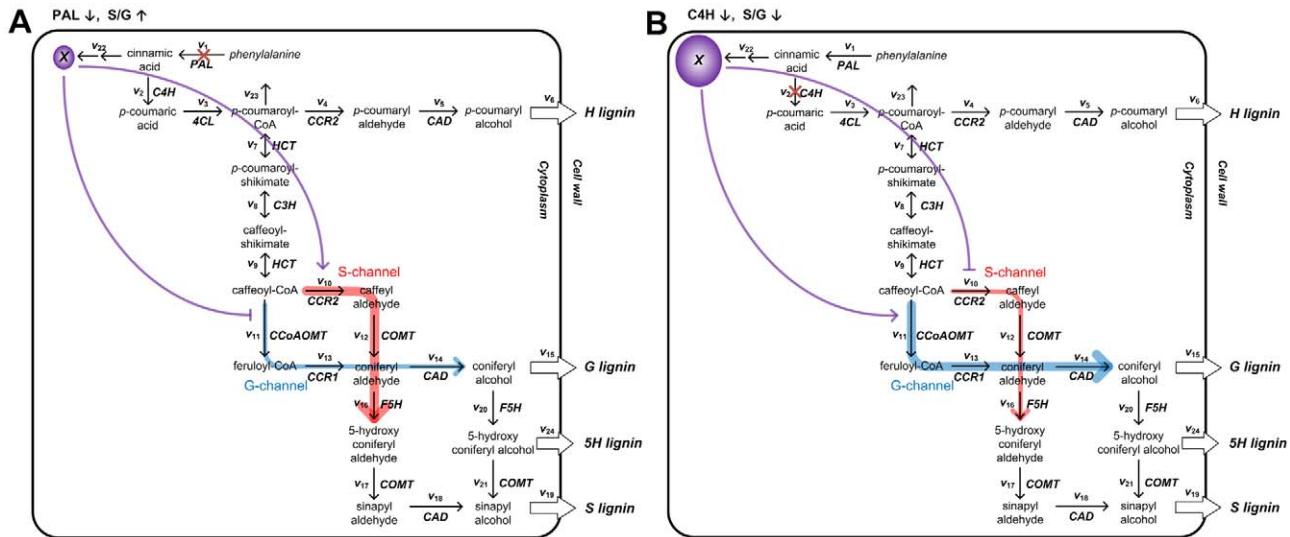 A
PAL ↓, S/G ↑
v22
cinnamic
acid
v1
PAL
phenylalanine
X
v2
C4H
p-coumaric
acid
v3
4CL
v23
p-coumaroyl-
CoA
v4
CCR2
p-coumaryl
aldehyde
v5
CAD
p-coumaryl
alcohol
v6
H lignin
v7
HCT
p-coumaroyl-
shikimate
Cytoplasm
Cell wall
v8
C3H
caffeoyl-
shikimate
v9
HCT
S-channel
caffeoyl-CoA
v10
CCR2
caffeyl
aldehyde
v11
CCoAOMT
v12
COMT
feruloyl-CoA
v13
CCR1
coniferyl
aldehyde
v14
CAD
coniferyl
alcohol
v15
G lignin
G-channel
v16
F5H
v20
F5H
5-hydroxy
coniferyl
aldehyde
5-hydroxy
coniferyl alcohol
v24
5H lignin
v17
COMT
v21
COMT
sinapyl
aldehyde
v18
CAD
sinapyl
alcohol
v19
S lignin
B
C4H ↓, S/G ↓
v22
cinnamic
acid
v1
PAL
phenylalanine
X
v2
C4H
p-coumaric
acid
v3
4CL
v23
p-coumaroyl-
CoA
v4
CCR2
p-coumaryl
aldehyde
v5
CAD
p-coumaryl
alcohol
v6
H lignin
v7
HCT
p-coumaroyl-
shikimate
Cytoplasm
Cell wall
v8
C3H
caffeoyl-
shikimate
v9
HCT
S-channel
caffeoyl-CoA
v10
CCR2
caffeyl
aldehyde
v11
CCoAOMT
v12
COMT
feruloyl-CoA
v13
CCR1
coniferyl
aldehyde
v14
CAD
coniferyl
alcohol
v15
G lignin
G-channel
v16
F5H
v20
F5H
5-hydroxy
coniferyl
aldehyde
5-hydroxy
coniferyl alcohol
v24
5H lignin
v17
COMT
v21
COMT
sinapyl
aldehyde
v18
CAD
sinapyl
alcohol
v19
S lignin